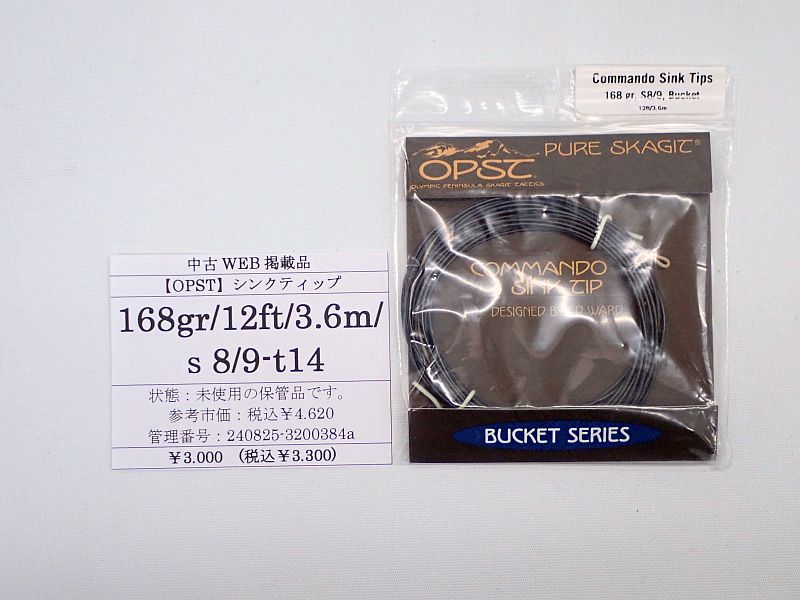 中古 WEB 掲載品
【OPST】シンクティップ
168gr/12ft/3.6m/
s 8/9-t14
状態：未使用の保管品です。
参考市価：税込￥4.620
管理番号：240825-3200384a
￥3.000 (税込￥3.300)
Commando Sink Tips
168 gr, S8/9, Bucket
12ft/3.6m
PURE SKAGIT®
OPST®
OLYMPIC PENINSULA SKAGIT TACTICS
COMMANDO
SINK TIP
DESIGNED BY ED WARD
BUCKET SERIES